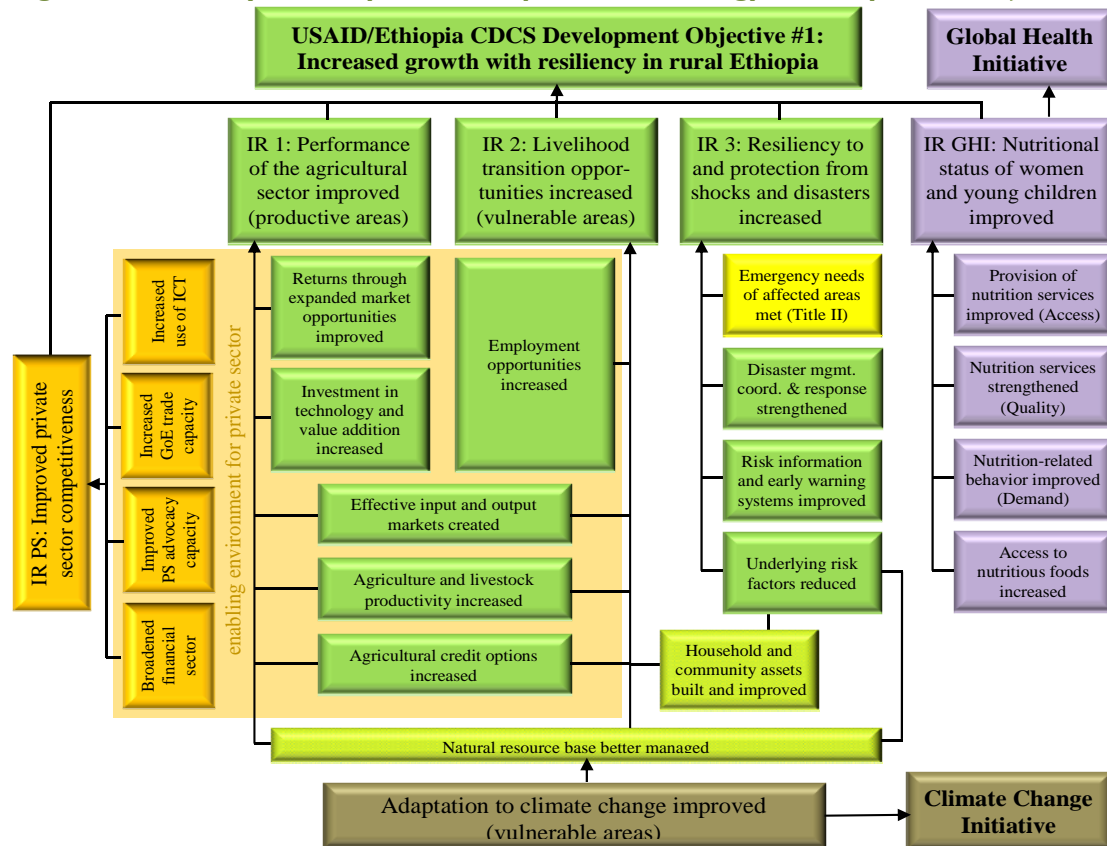 USAID/Ethiopia CDCS Development Objective #1:
Increased growth with resiliency in rural Ethiopia
Global Health
Initiative
IR 1: Performance
of the agricultural
sector improved
(productive areas)
IR 2: Livelihood
transition oppor-
tunities increased
(vulnerable areas)
IR 3: Resiliency to
and protection from
shocks and disasters
increased
IR GHI: Nutritional
status of women
and young children
improved
IR PS: Improved private
sector competitiveness
Increased
use of ICT
Increased
GoE trade
capacity
Improved
PS advocacy
capacity
Broadened
financial
sector
enabling environment for private sector
Returns through
expanded market
opportunities
improved
Investment in
technology and
value addition
increased
Employment
opportunities
increased
Effective input and output
markets created
Agriculture and livestock
productivity increased
Agricultural credit options
increased
Emergency needs
of affected areas
met (Title II)
Disaster mgmt.
coord. & response
strengthened
Risk information
and early warning
systems improved
Underlying risk
factors reduced
Household and
community assets
built and improved
Provision of
nutrition services
improved (Access)
Nutrition services
strengthened
(Quality)
Nutrition-related
behavior improved
(Demand)
Access to
nutritious foods
increased
Natural resource base better managed
Adaptation to climate change improved
(vulnerable areas)
Climate Change
Initiative